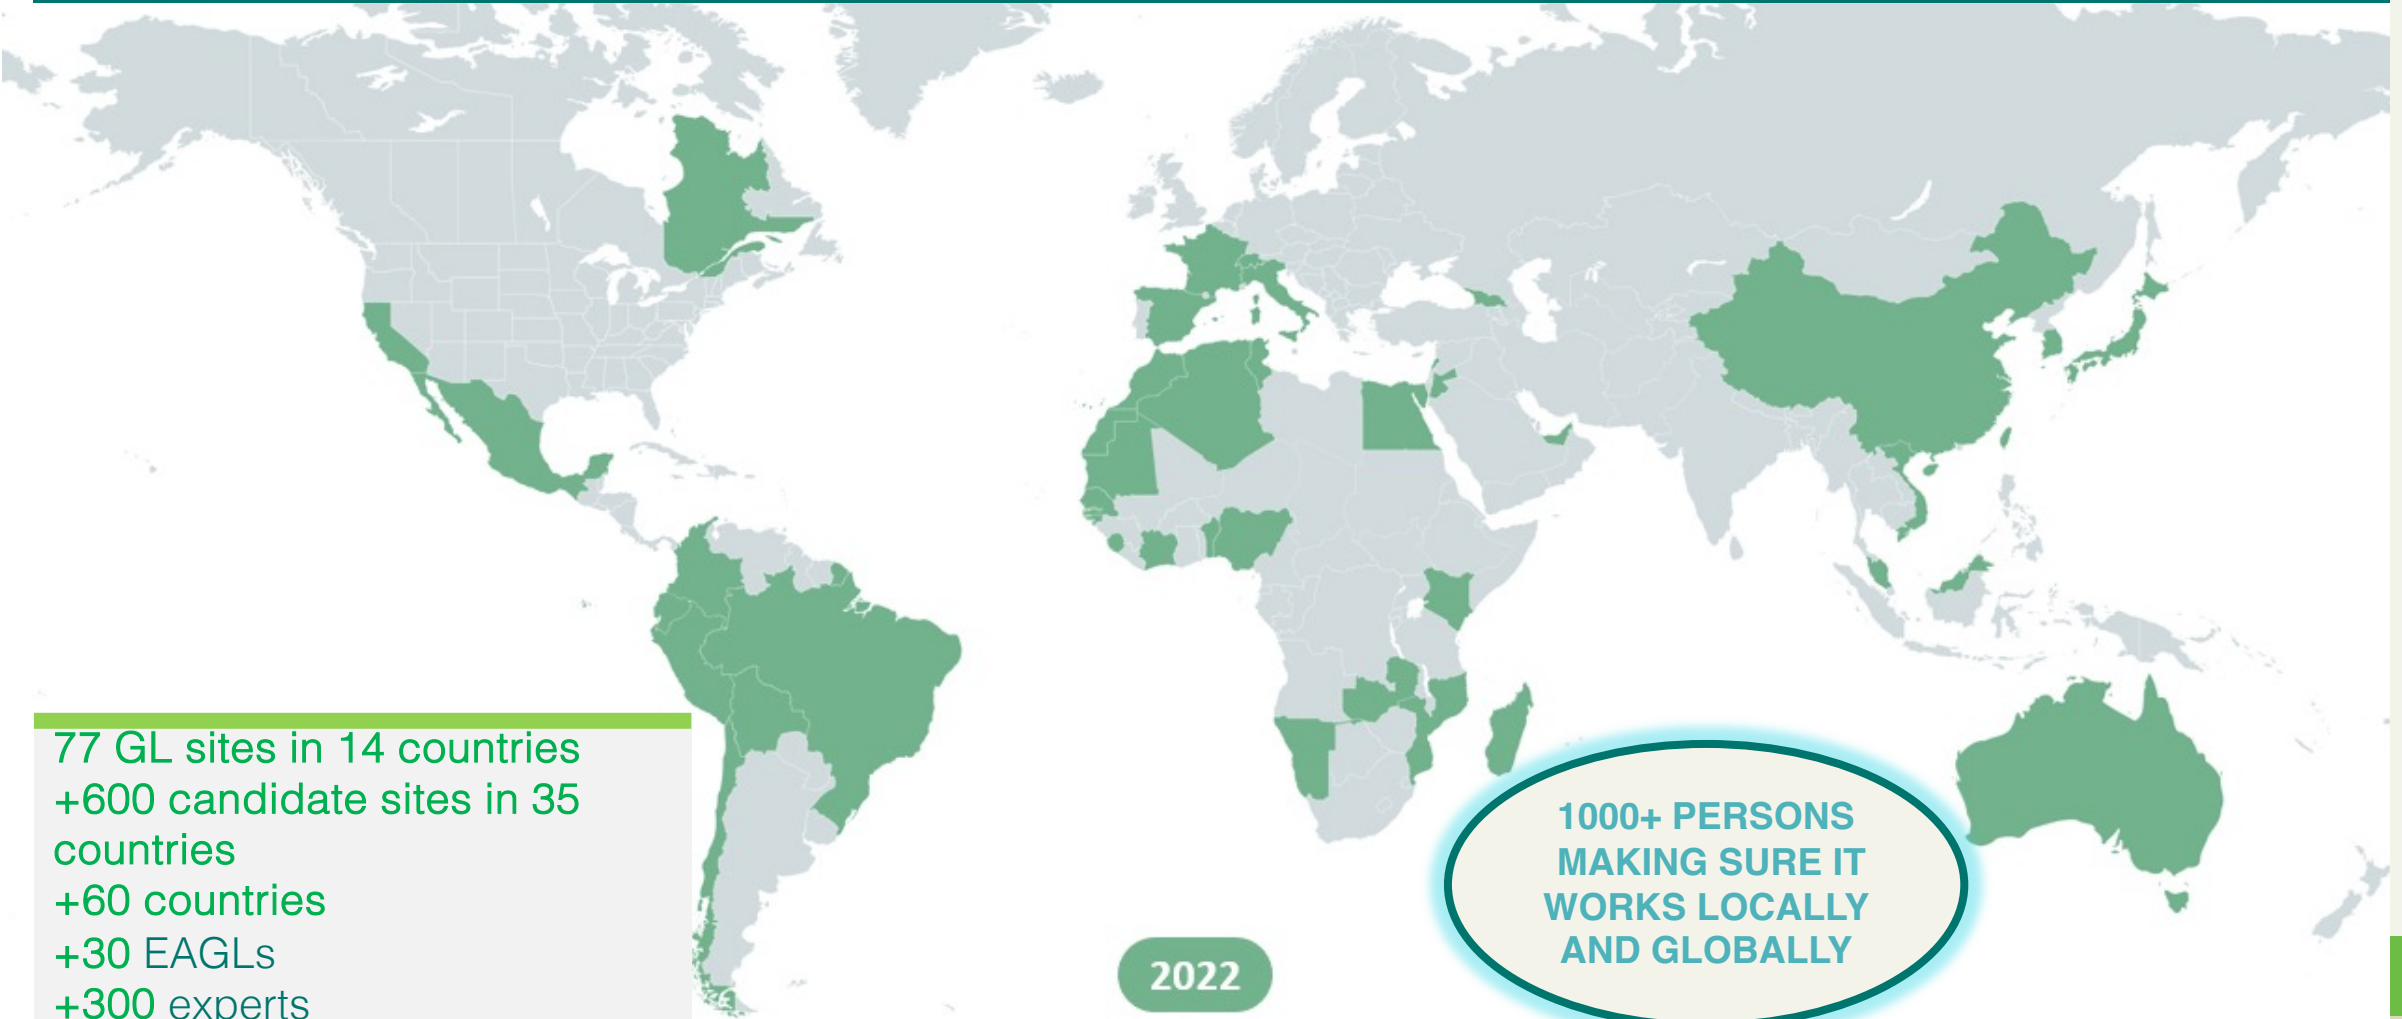 77 GL sites in 14 countries
+600 candidate sites in 35
countries
+60 countries
+30 EAGLs
+300 experts
2022
1000+ PERSONS
MAKING SURE IT
WORKS LOCALLY
AND GLOBALLY